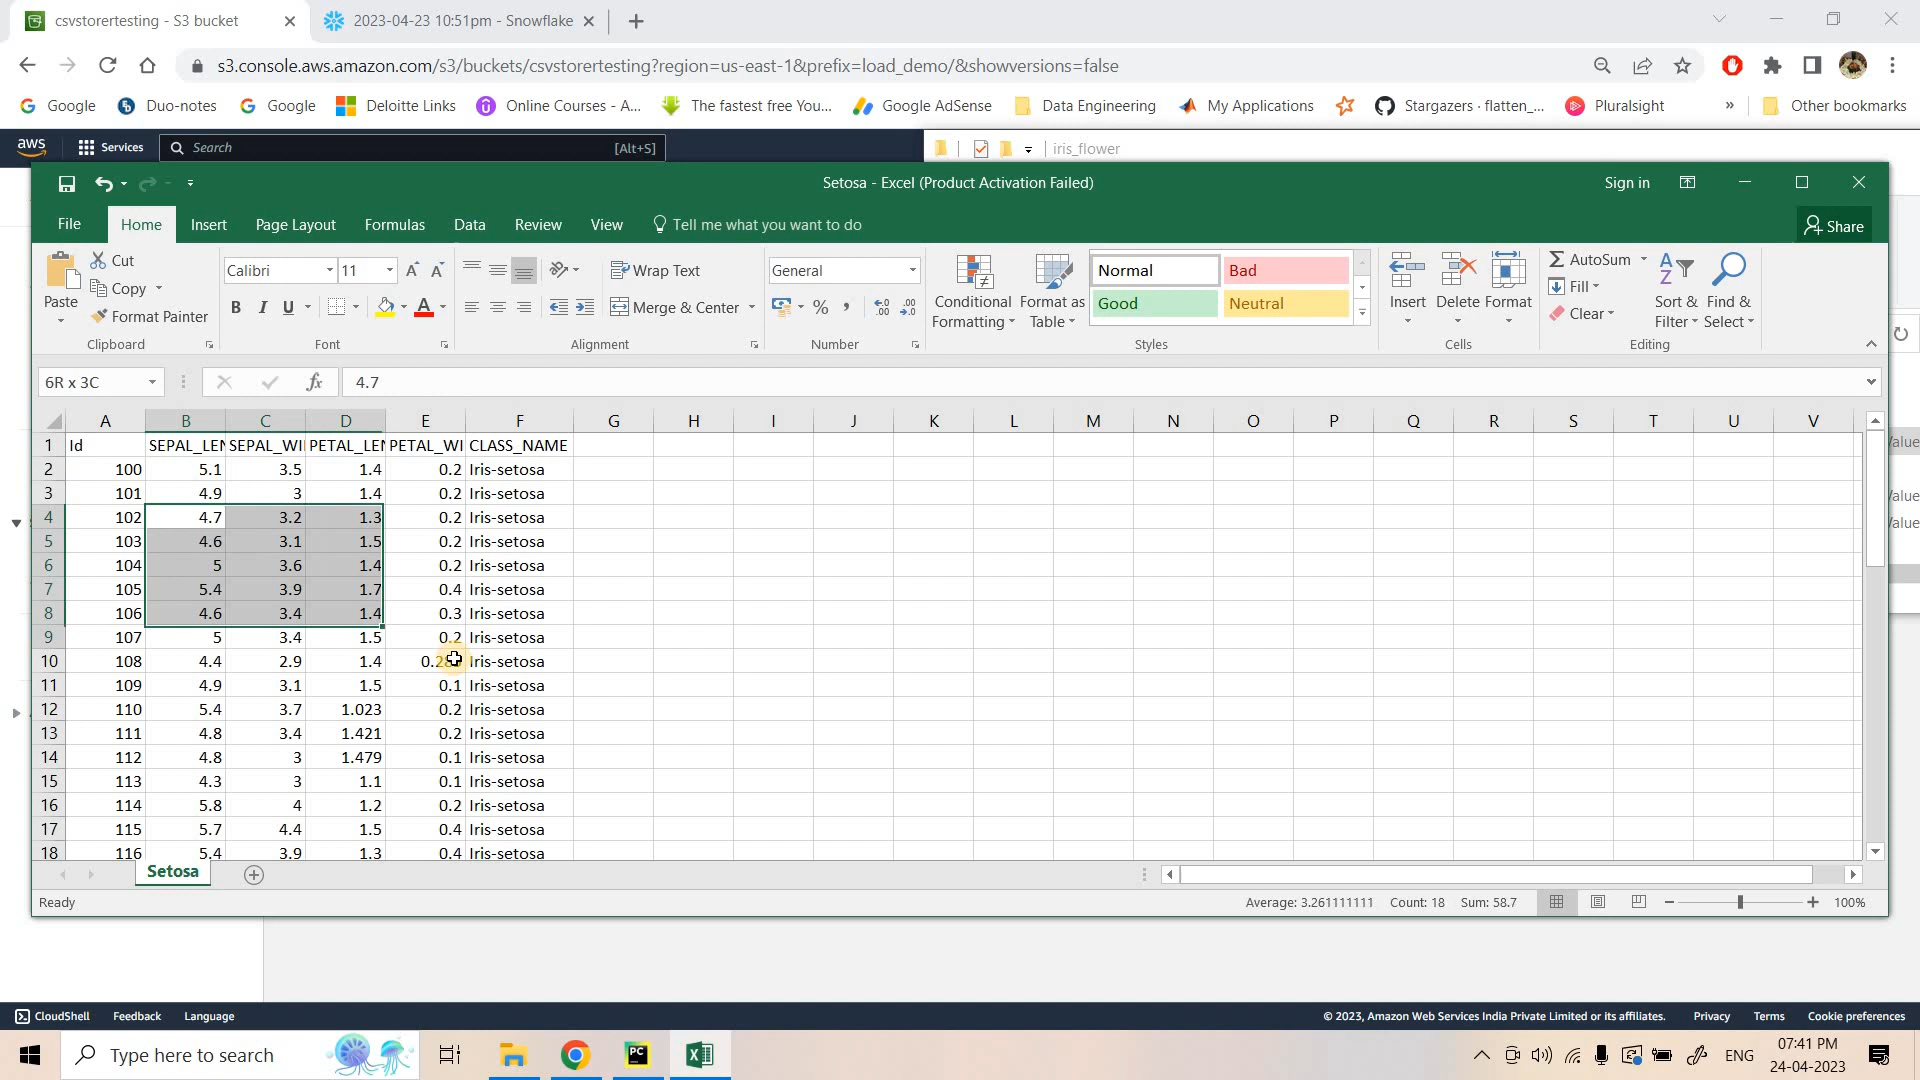 csvstorertesting - S3 bucket
2023-04-23 10:51pm - Snowflake
s3.console.aws.amazon.com/s3/buckets/csvstorertesting?region=us-east-1&prefix=load_demo/&showversions=false
Google Duo-notes Google Deloitte Links Online Courses - A... The fastest free You... Google AdSense Data Engineering My Applications Stargazers · flatten_... Pluralsight » Other bookmarks
aws Services Search [Alt+S] iris_flower
Setosa - Excel (Product Activation Failed) Sign in
File Home Insert Page Layout Formulas Data Review View Tell me what you want to do Share
Paste Cut Copy Format Painter Clipboard
Calibri 11 B I U Font
Wrap Text Merge & Center Alignment
General % , Number
Conditional Formatting Format as Table Normal Bad Good Neutral Styles
Insert Delete Format Cells
AutoSum Fill Clear Sort & Filter Find & Select Editing
6R x 3C fx 4.7
A B C D E F G H I J K L M N O P Q R S T U V
1 Id SEPAL_LEN SEPAL_WI PETAL_LEN PETAL_WI CLASS_NAME
2 100 5.1 3.5 1.4 0.2 Iris-setosa
3 101 4.9 3 1.4 0.2 Iris-setosa
4 102 4.7 3.2 1.3 0.2 Iris-setosa
5 103 4.6 3.1 1.5 0.2 Iris-setosa
6 104 5 3.6 1.4 0.2 Iris-setosa
7 105 5.4 3.9 1.7 0.4 Iris-setosa
8 106 4.6 3.4 1.4 0.3 Iris-setosa
9 107 5 3.4 1.5 0.2 Iris-setosa
10 108 4.4 2.9 1.4 Iris-setosa
11 109 4.9 3.1 1.5 0.1 Iris-setosa
12 110 5.4 3.7 1.023 0.2 Iris-setosa
13 111 4.8 3.4 1.421 0.2 Iris-setosa
14 112 4.8 3 1.479 0.1 Iris-setosa
15 113 4.3 3 1.1 0.1 Iris-setosa
16 114 5.8 4 1.2 0.2 Iris-setosa
17 115 5.7 4.4 1.5 0.4 Iris-setosa
18 116 5.4 3.9 1.3 0.4 Iris-setosa
Setosa
Ready Average: 3.261111111 Count: 18 Sum: 58.7 100%
CloudShell Feedback Language © 2023, Amazon Web Services India Private Limited or its affiliates. Privacy Terms Cookie preferences
Type here to search PC ENG 07:41 PM
24-04-2023